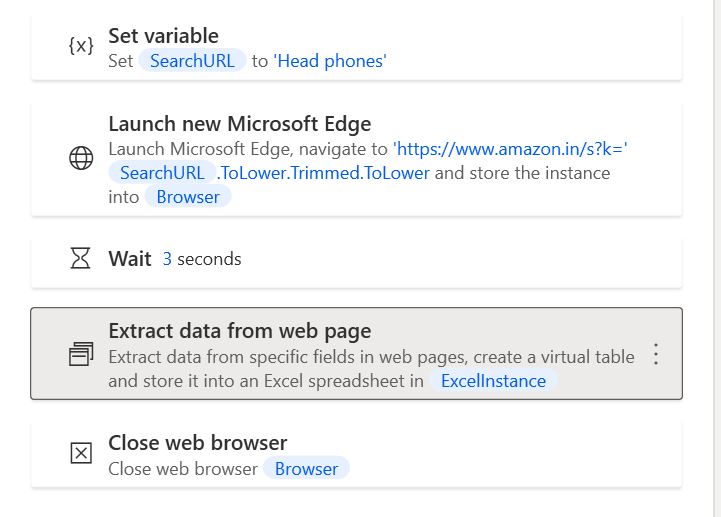 {x} Set variable
Set SearchURL to 'Head phones'
Launch new Microsoft Edge
Launch Microsoft Edge, navigate to 'https://www.amazon.in/s?k='
SearchURL .ToLower.Trimmed.ToLower and store the instance
into Browser
Wait 3 seconds
Extract data from web page
Extract data from specific fields in web pages, create a virtual table
and store it into an Excel spreadsheet in ExcelInstance
Close web browser
Close web browser Browser